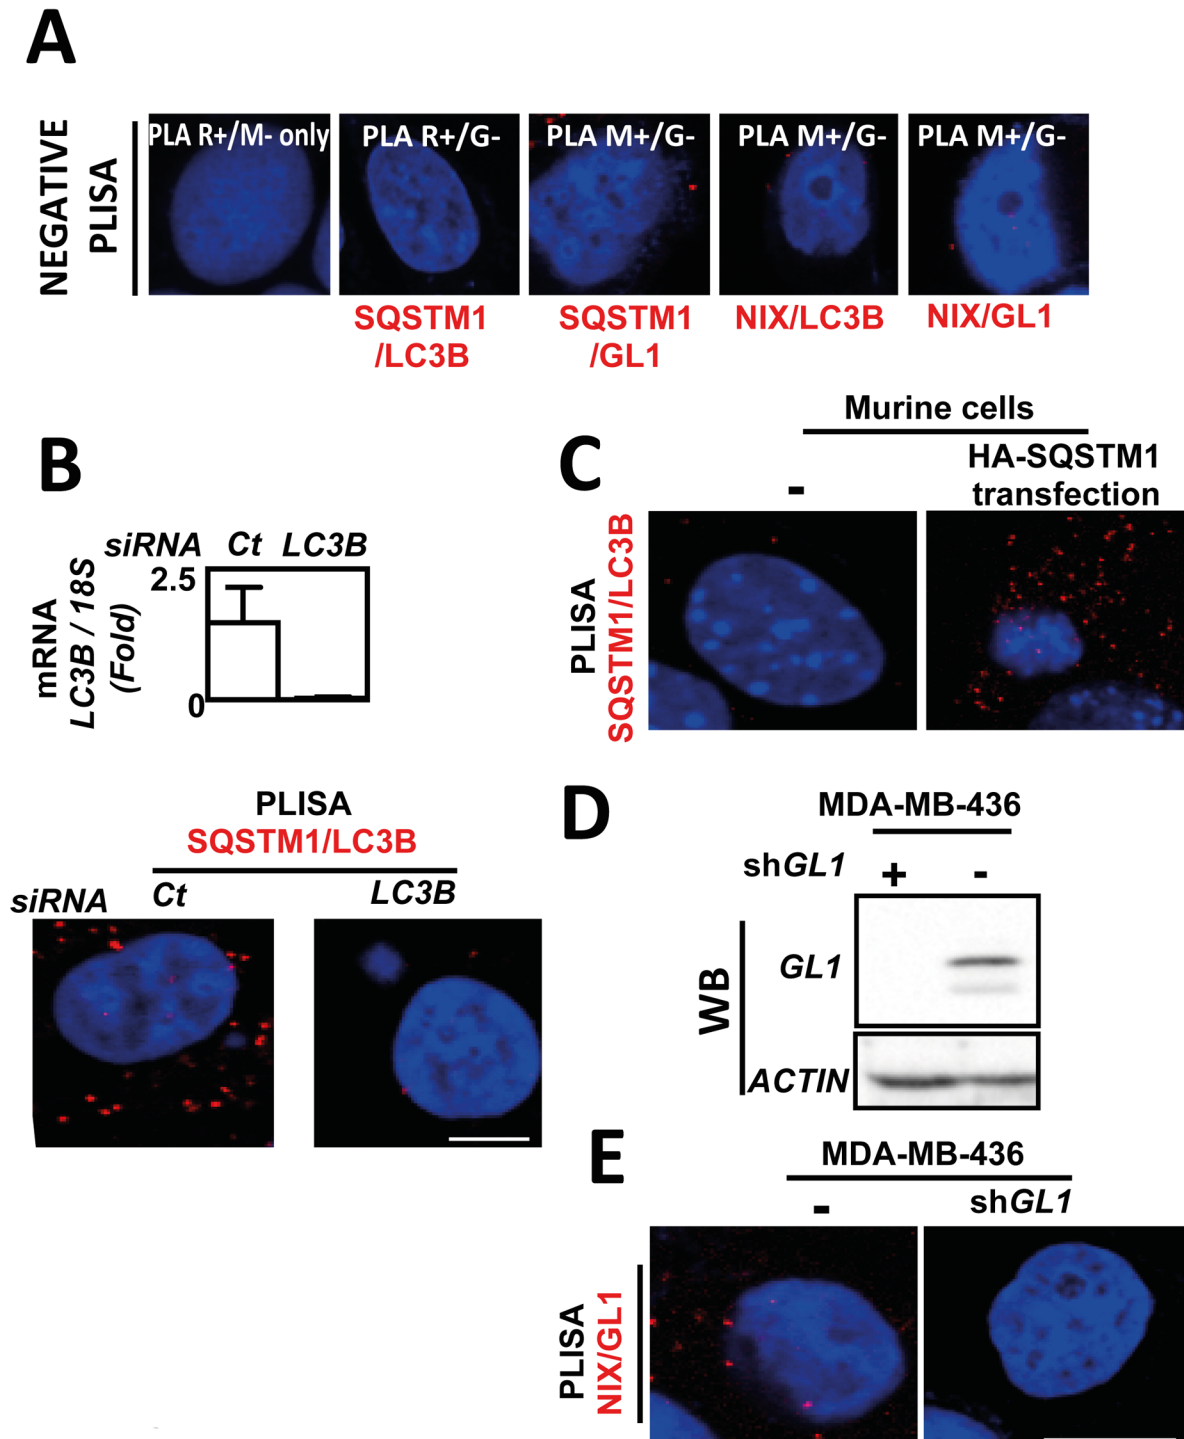 A
NEGATIVE
PLISA
PLA R+/M- only
PLA R+/G-
PLA M+/G-
PLA M+/G-
PLA M+/G-
SQSTM1
/LC3B
SQSTM1
/GL1
NIX/LC3B
NIX/GL1
B
siRNA Ct LC3B
mRNA
LC3B / 18S
(Fold)
2.5
0
PLISA
SQSTM1/LC3B
siRNA Ct LC3B
C
Murine cells
-
HA-SQSTM1
transfection
PLISA
SQSTM1/LC3B
D
MDA-MB-436
shGL1 + -
WB
GL1
ACTIN
E
MDA-MB-436
- shGL1
PLISA
NIX/GL1